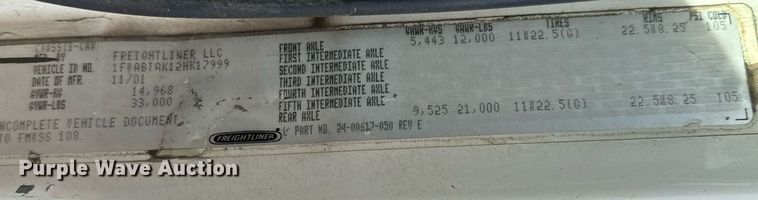 CHASSIS-CAB
MFD BY FREIGHTLINER LLC
VEHICLE ID NO.
DATE OF MFR. 11/01
GVWR-KG 14,968
GVWR-LBS 33,000
INCOMPLETE VEHICLE DOCUMENT
TO FMVSS 108.
GAWR-KGS GAWR-LBS TIRES RIMS PSI COLD
FRONT AXLE 5,443 12,000 11R22.5(G) 22.5X8.25 105
FIRST INTERMEDIATE AXLE
SECOND INTERMEDIATE AXLE
THIRD INTERMEDIATE AXLE
FOURTH INTERMEDIATE AXLE
FIFTH INTERMEDIATE AXLE
REAR AXLE 9,525 21,000 11R22.5(G) 22.5X8.25 105
PART NO. 24-00617-050 REV E
FREIGHTLINER
Purple Wave Auction